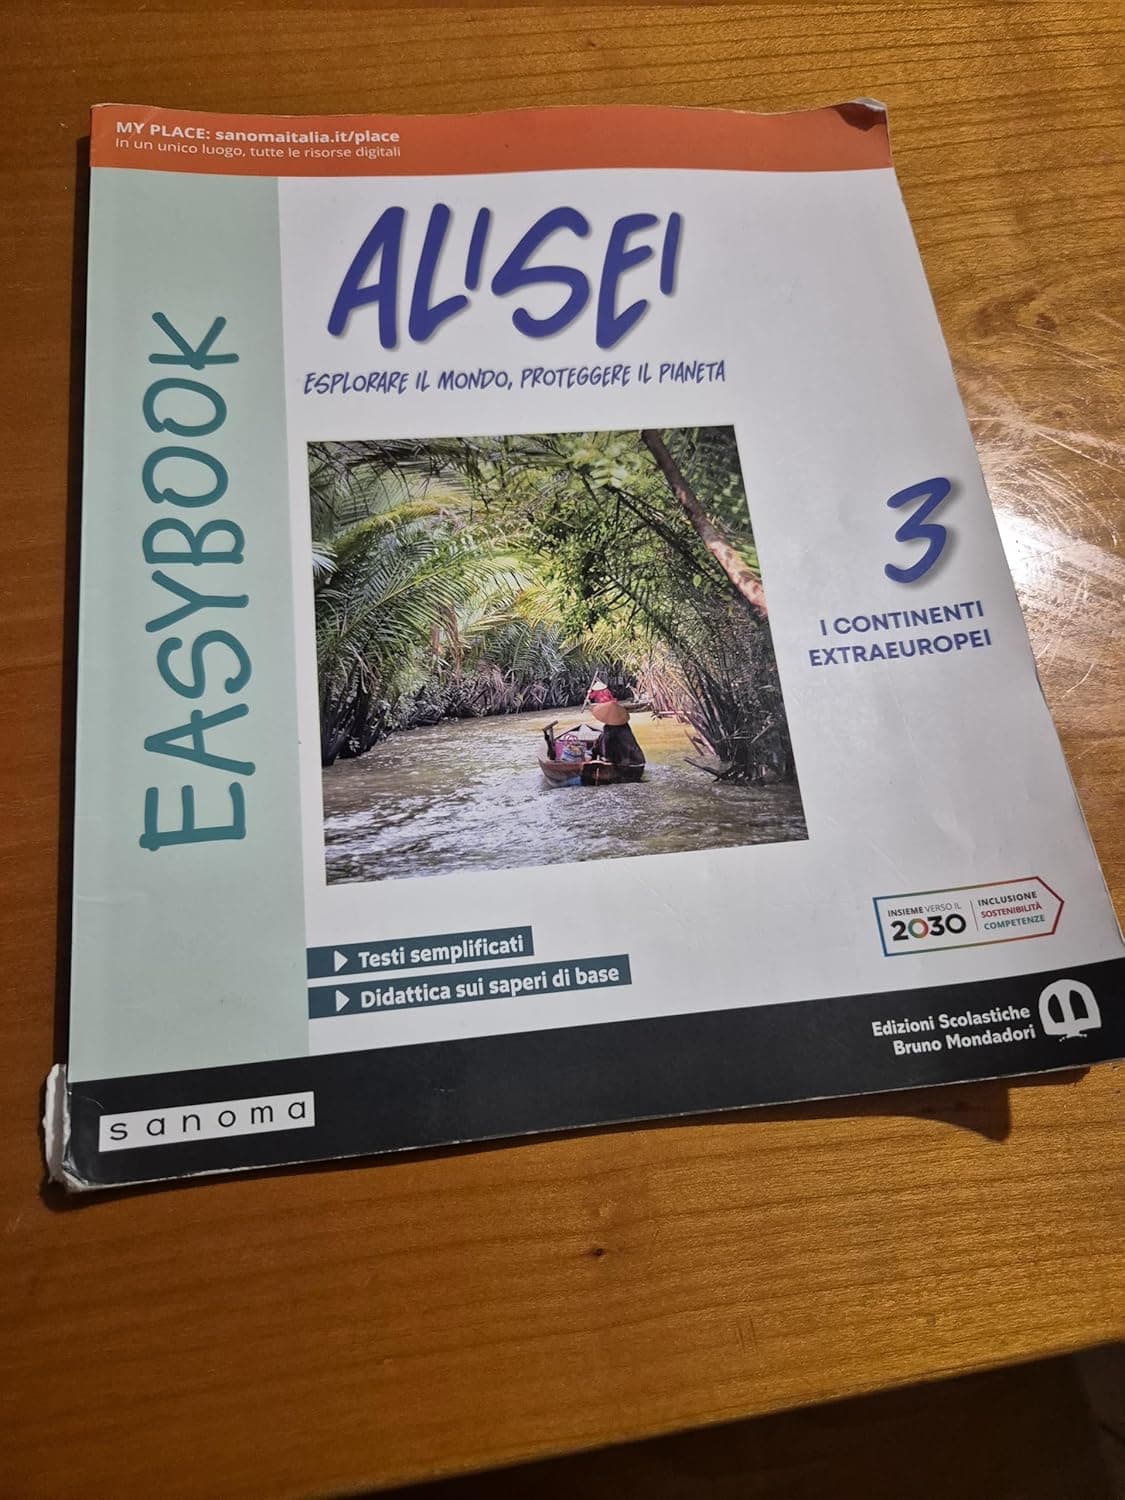 MY PLACE: sanomaitalia.it/place
In un unico luogo, tutte le risorse digitali
EASYBOOK
ALISEI
ESPLORARE IL MONDO, PROTEGGERE IL PIANETA
3
I CONTINENTI
EXTRAEUROPEI
INSIEME VERSO IL
2030
INCLUSIONE
SOSTENIBILITÀ
COMPETENZE
Testi semplificati
Didattica sui saperi di base
Edizioni Scolastiche
Bruno Mondadori
sanoma